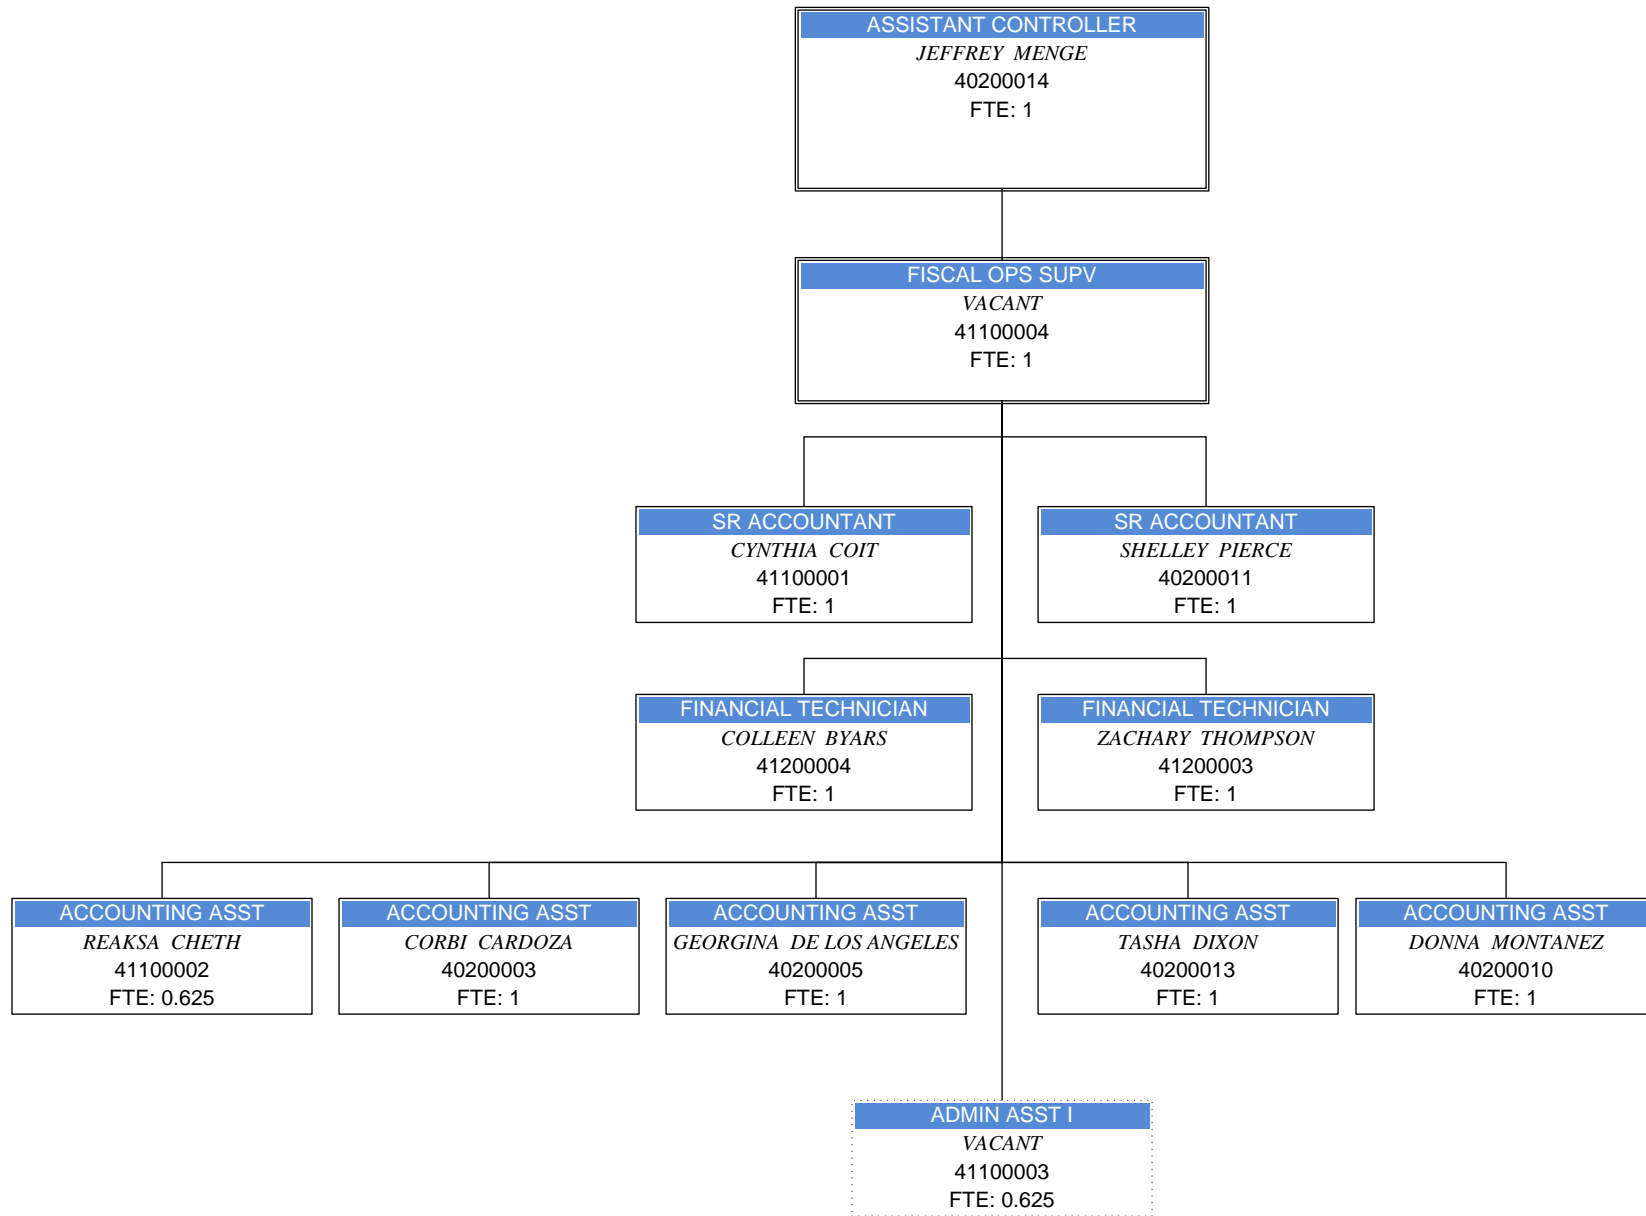 ASSISTANT CONTROLLER
JEFFREY MENGE
40200014
FTE: 1
FISCAL OPS SUPV
VACANT
41100004
FTE: 1
SR ACCOUNTANT
CYNTHIA COIT
41100001
FTE: 1
SR ACCOUNTANT
SHELLEY PIERCE
40200011
FTE: 1
FINANCIAL TECHNICIAN
COLLEEN BYARS
41200004
FTE: 1
FINANCIAL TECHNICIAN
ZACHARY THOMPSON
41200003
FTE: 1
ACCOUNTING ASST
REAKSA CHETH
41100002
FTE: 0.625
ACCOUNTING ASST
CORBI CARDOZA
40200003
FTE: 1
ACCOUNTING ASST
GEORGINA DE LOS ANGELES
40200005
FTE: 1
ACCOUNTING ASST
TASHA DIXON
40200013
FTE: 1
ACCOUNTING ASST
DONNA MONTANEZ
40200010
FTE: 1
ADMIN ASST I
VACANT
41100003
FTE: 0.625